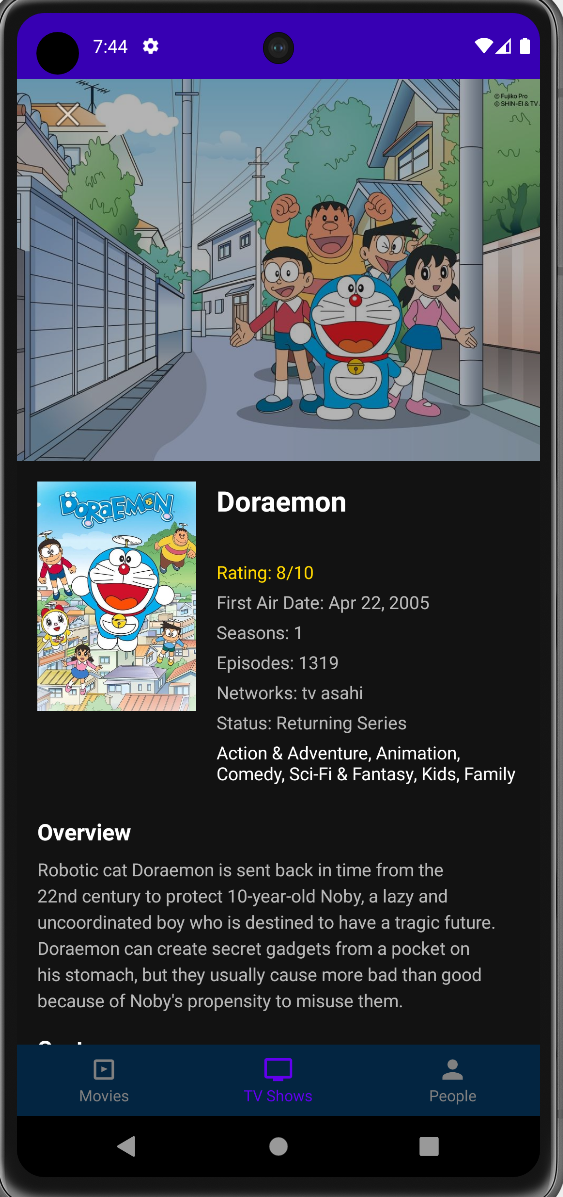 7:44
© Fujiko Pro
© SHIN-EI & TV
DORAEMON
Doraemon
Rating: 8/10
First Air Date: Apr 22, 2005
Seasons: 1
Episodes: 1319
Networks: tv asahi
Status: Returning Series
Action & Adventure, Animation,
Comedy, Sci-Fi & Fantasy, Kids, Family
Overview
Robotic cat Doraemon is sent back in time from the
22nd century to protect 10-year-old Noby, a lazy and
uncoordinated boy who is destined to have a tragic future.
Doraemon can create secret gadgets from a pocket on
his stomach, but they usually cause more bad than good
because of Noby's propensity to misuse them.
Movies
TV Shows
People